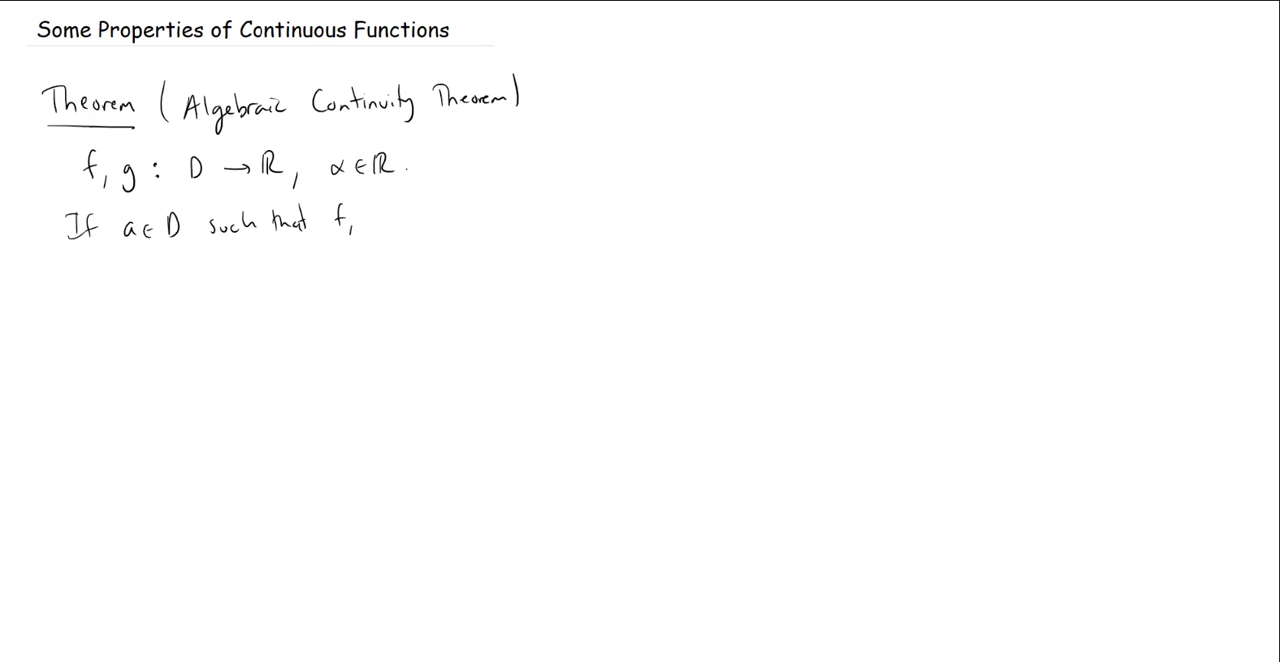 Some Properties of Continuous Functions
Theorem (Algebraic Continuity Theorem)
f, g : D → ℝ, α ∈ ℝ.
If a ∈ D such that f,